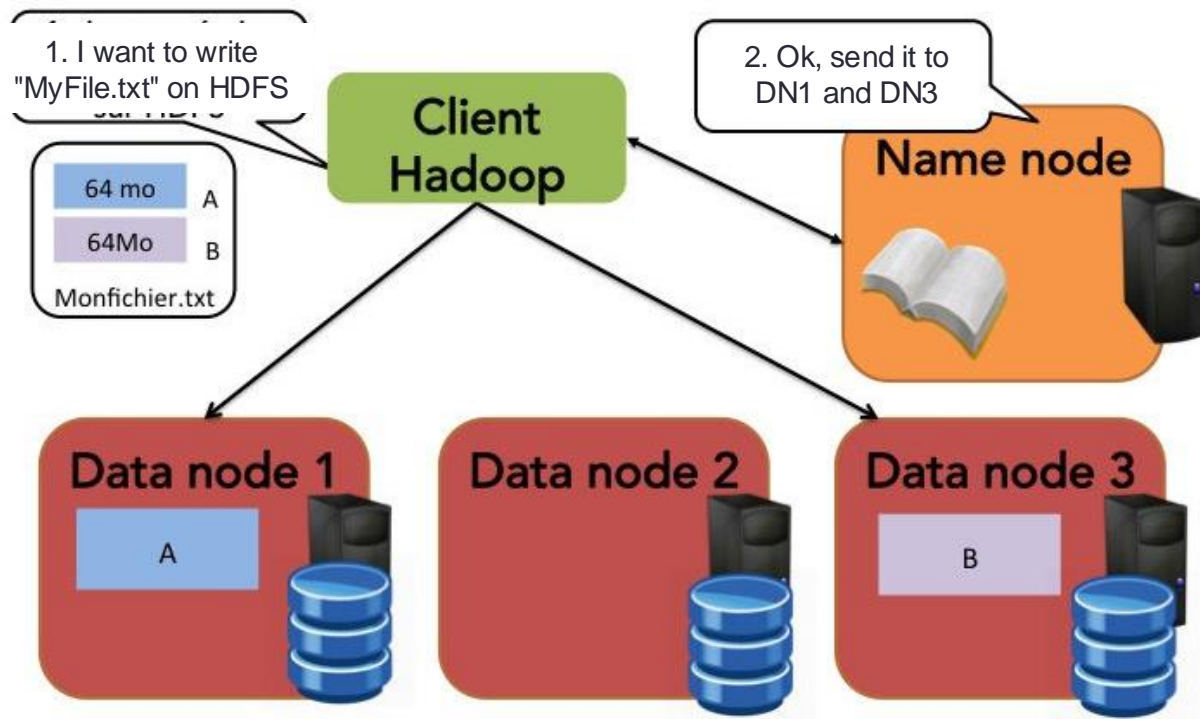 1. I want to write
"MyFile.txt" on HDFS
2. Ok, send it to
DN1 and DN3
Client
Hadoop
Name node
64 mo
A
64Mo
B
Monfichier.txt
Data node 1
Data node 2
Data node 3
A
B